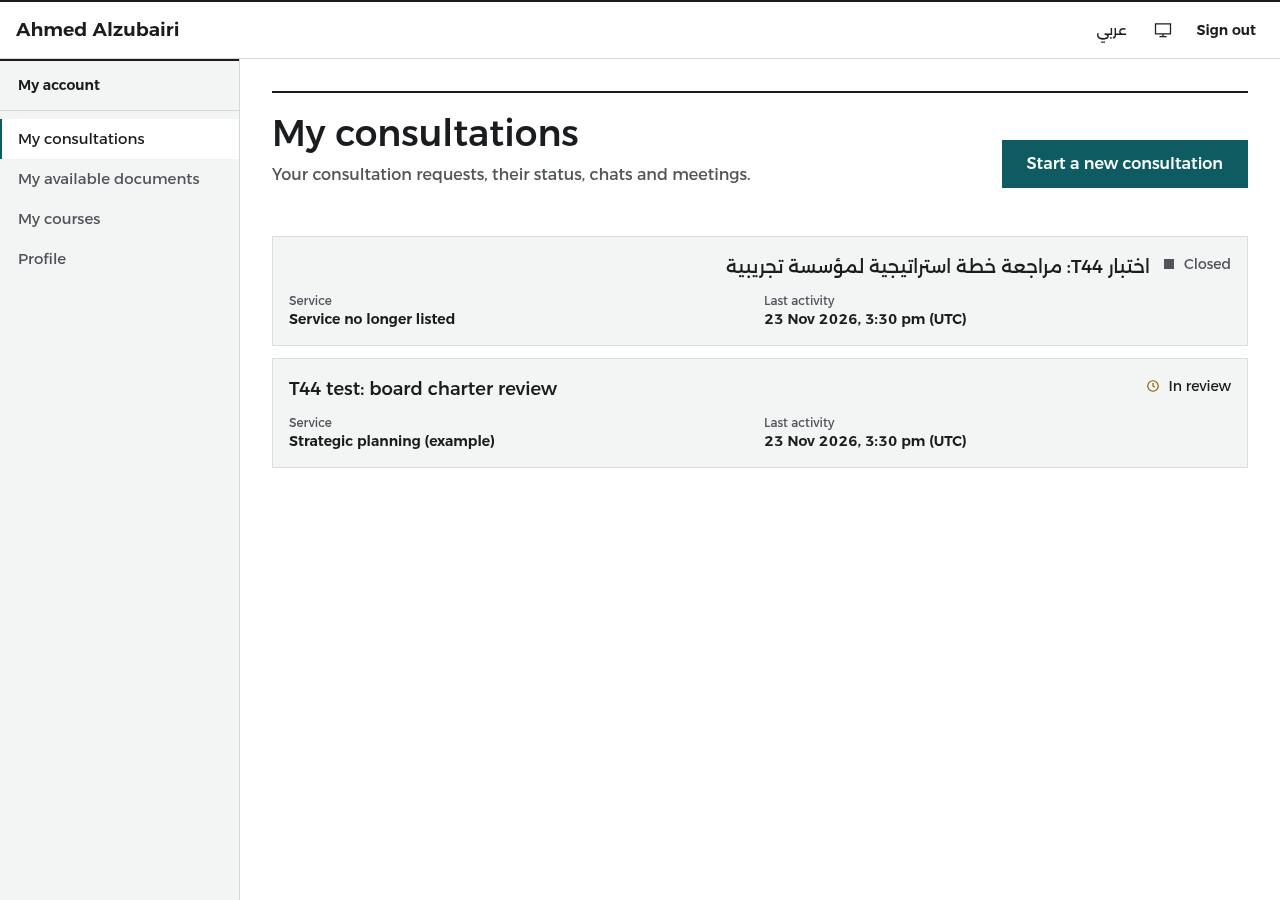 Ahmed Alzubairi
عربي
Sign out
My account
My consultations
My available documents
My courses
Profile
My consultations
Your consultation requests, their status, chats and meetings.
Start a new consultation
اختبار T44: مراجعة خطة استراتيجية لمؤسسة تجريبية
Closed
Service
Service no longer listed
Last activity
23 Nov 2026, 3:30 pm (UTC)
T44 test: board charter review
In review
Service
Strategic planning (example)
Last activity
23 Nov 2026, 3:30 pm (UTC)